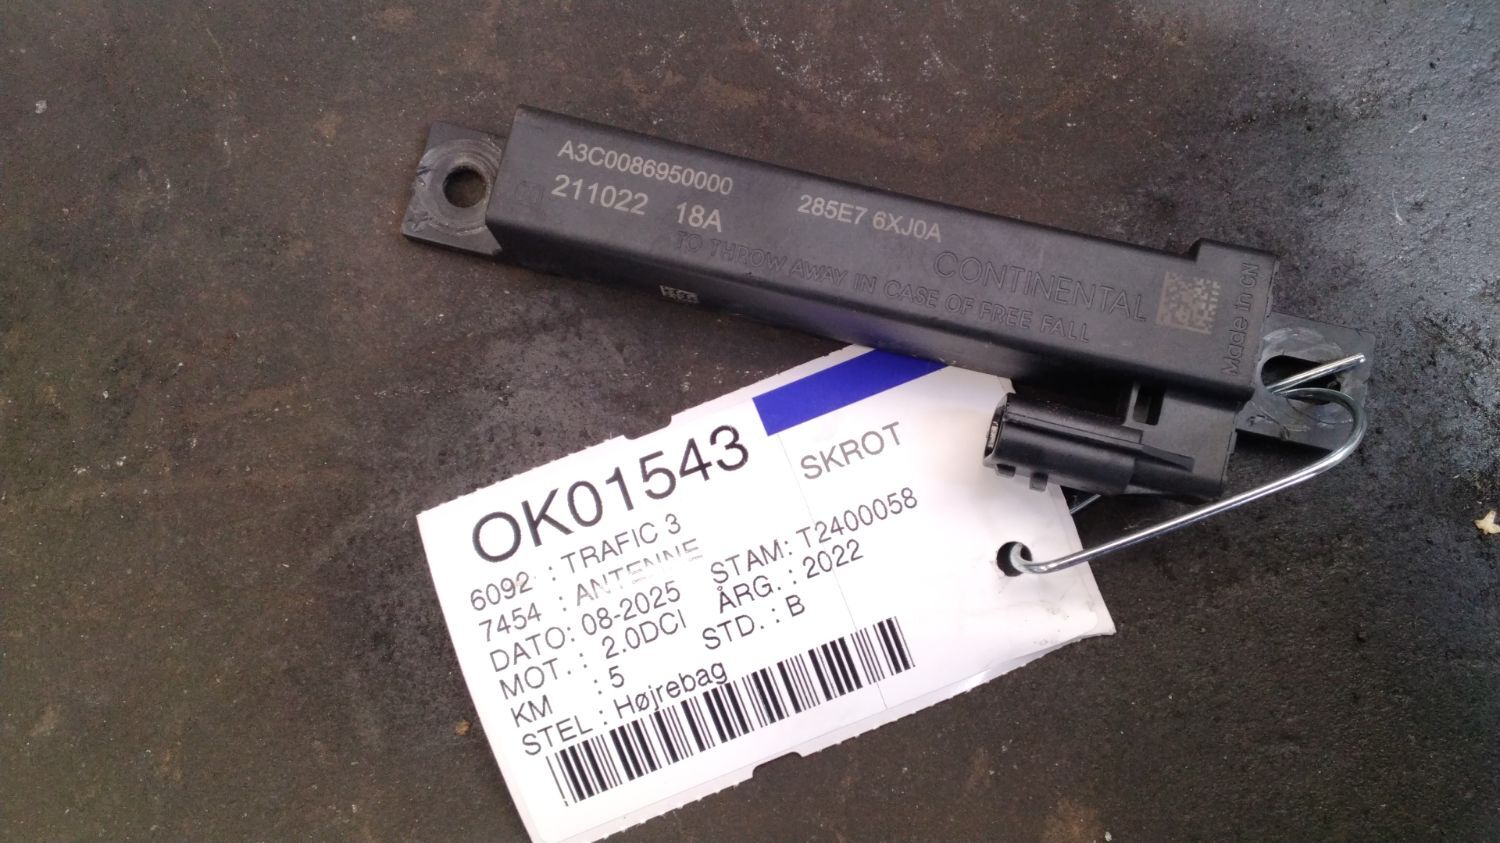 A3C0086950000
211022 18A
285E7 6XJ0A
CONTINENTAL
TO THROW AWAY IN CASE OF FREE FALL
Made In CN
OK01543
SKROT
6092 : TRAFIC 3
7454 : ANTENNE
STAM: T2400058
DATO: 08-2025
ÅRG. : 2022
MOT. : 2.0DCI
STD. : B
KM : 5
STEL : Højrebag